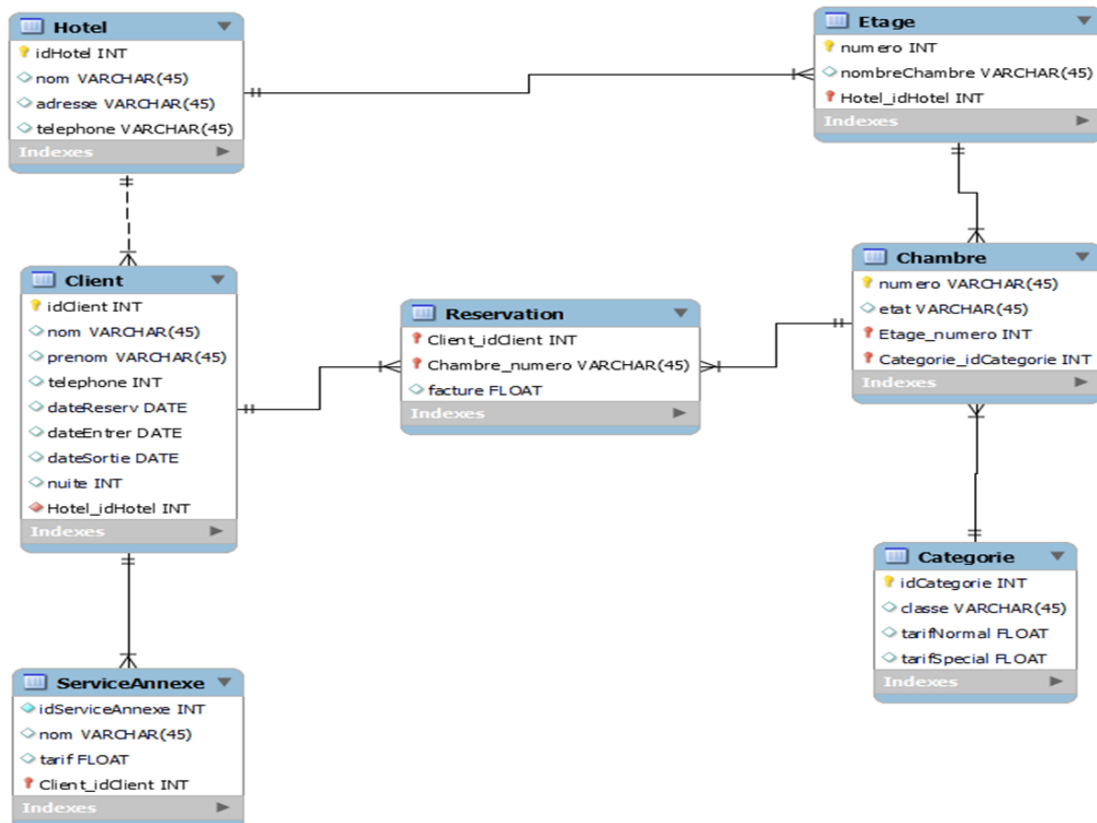 Hotel
idHotel INT
nom VARCHAR(45)
adresse VARCHAR(45)
telephone VARCHAR(45)
Indexes
Etage
numero INT
nombreChambre VARCHAR(45)
Hotel_idHotel INT
Indexes
Client
idClient INT
nom VARCHAR(45)
prenom VARCHAR(45)
telephone INT
dateReserv DATE
dateEntrer DATE
dateSortie DATE
nuite INT
Hotel_idHotel INT
Indexes
Reservation
Client_idClient INT
Chambre_numero VARCHAR(45)
facture FLOAT
Indexes
Chambre
numero VARCHAR(45)
etat VARCHAR(45)
Etage_numero INT
Categorie_idCategorie INT
Indexes
Categorie
idCategorie INT
classe VARCHAR(45)
tarifNormal FLOAT
tarifSpecial FLOAT
Indexes
ServiceAnnexe
idServiceAnnexe INT
nom VARCHAR(45)
tarif FLOAT
Client_idClient INT
Indexes